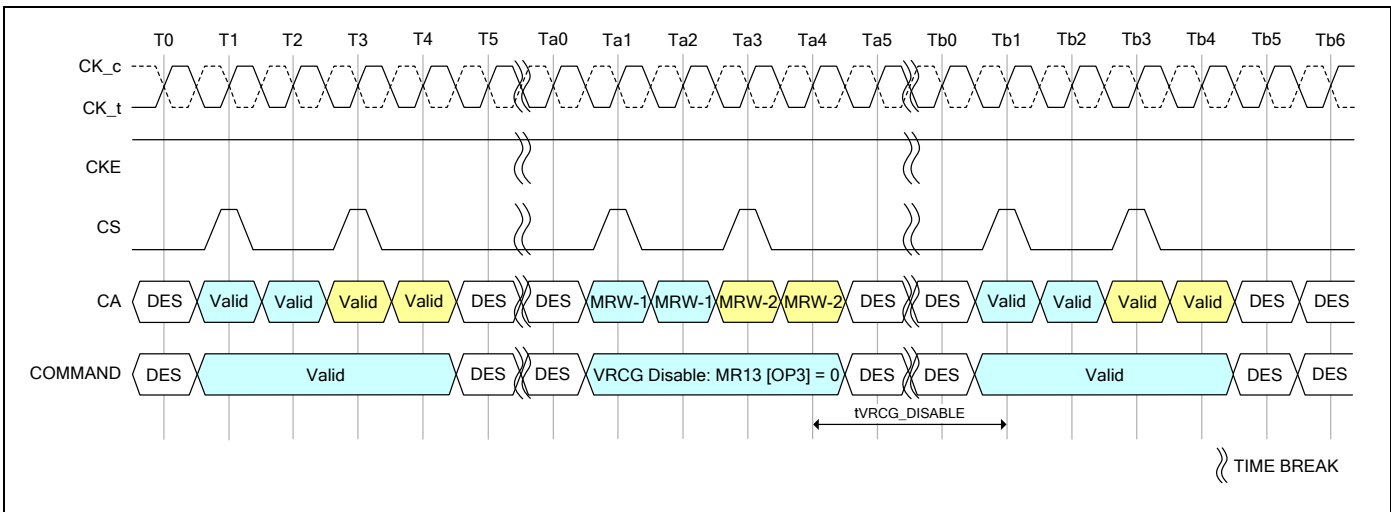 T0 T1 T2 T3 T4 T5 Ta0 Ta1 Ta2 Ta3 Ta4 Ta5 Tb0 Tb1 Tb2 Tb3 Tb4 Tb5 Tb6
CK_c
CK_t
CKE
CS
CA DES Valid Valid Valid Valid DES DES MRW-1 MRW-1 MRW-2 MRW-2 DES DES Valid Valid Valid Valid DES DES
COMMAND DES Valid DES DES VRCG Disable: MR13 [OP3] = 0 DES DES Valid DES DES
tVRCG_DISABLE
TIME BREAK